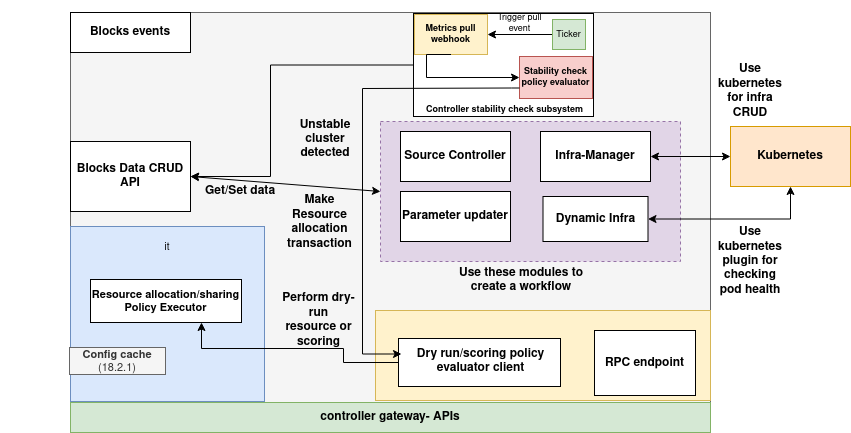 Blocks events
Trigger pull
event
Metrics pull
webhook
Ticker
Stability check
policy evaluator
Controller stability check subsystem
Use
kubernetes
for infra
CRUD
Unstable
cluster
detected
Source Controller
Infra-Manager
Kubernetes
Blocks Data CRUD
API
Get/Set data
Make
Resource
allocation
transaction
Parameter updater
Dynamic Infra
Use
kubernetes
plugin for
checking
pod health
it
Use these modules to
create a workflow
Resource allocation/sharing
Policy Executor
Perform dry-
run
resource or
scoring
Config cache
(18.2.1)
Dry run/scoring policy
evaluator client
RPC endpoint
controller gateway- APIs